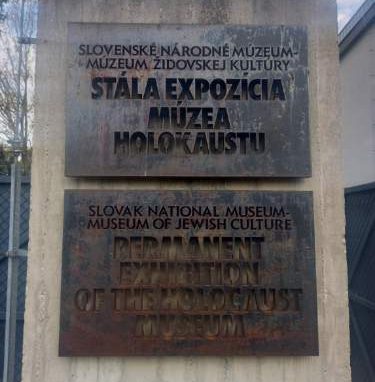 SLOVENSKÉ NÁRODNÉ MÚZEUM-
MÚZEUM ŽIDOVSKEJ KULTÚRY
STÁLA EXPOZÍCIA
MÚZEA
HOLOKAUSTU
SLOVAK NATIONAL MUSEUM-
MUSEUM OF JEWISH CULTURE
PERMANENT
EXHIBITION
OF THE HOLOCAUST
MUSEUM